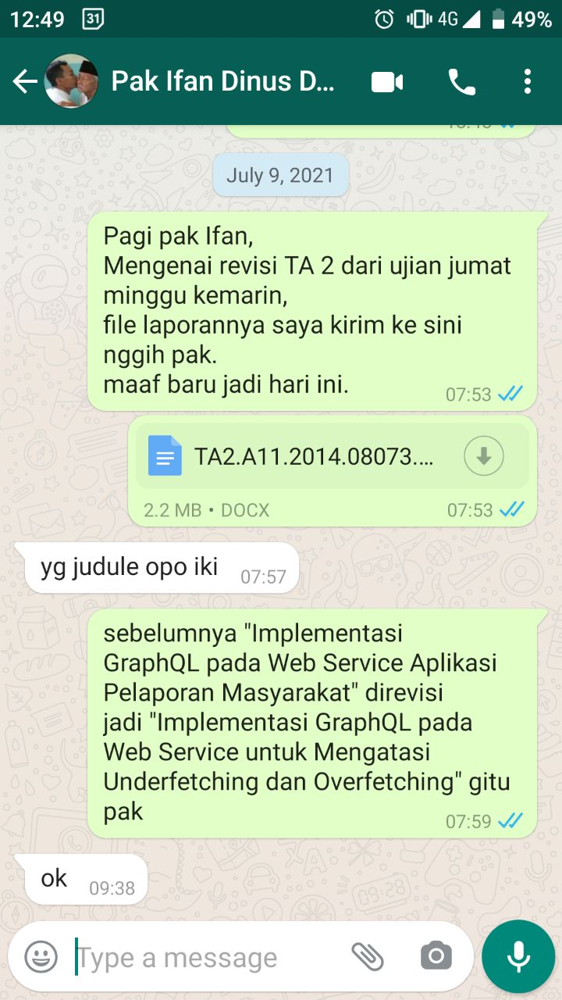 12:49 31 4G 49%
Pak Ifan Dinus D...
July 9, 2021
Pagi pak Ifan,
Mengenai revisi TA 2 dari ujian jumat
minggu kemarin,
file laporannya saya kirim ke sini
nggih pak.
maaf baru jadi hari ini.
07:53
TA2.A11.2014.08073....
2.2 MB • DOCX
07:53
yg judule opo iki
07:57
sebelumnya "Implementasi
GraphQL pada Web Service Aplikasi
Pelaporan Masyarakat" direvisi
jadi "Implementasi GraphQL pada
Web Service untuk Mengatasi
Underfetching dan Overfetching" gitu
pak
07:59
ok
09:38
Type a message